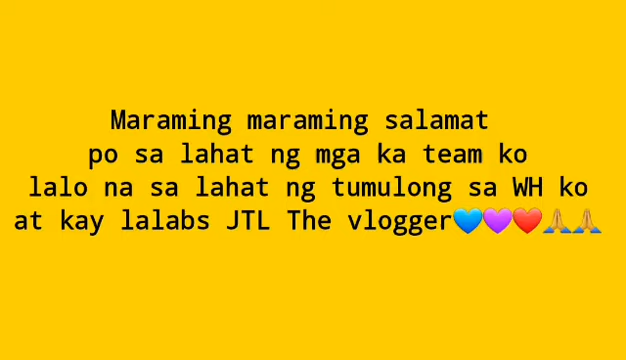 Maraming maraming salamat
po sa lahat ng mga ka team ko
lalo na sa lahat ng tumulong sa WH ko
at kay lalabs JTL The vlogger💙💜❤️🙏🏼🙏🏼